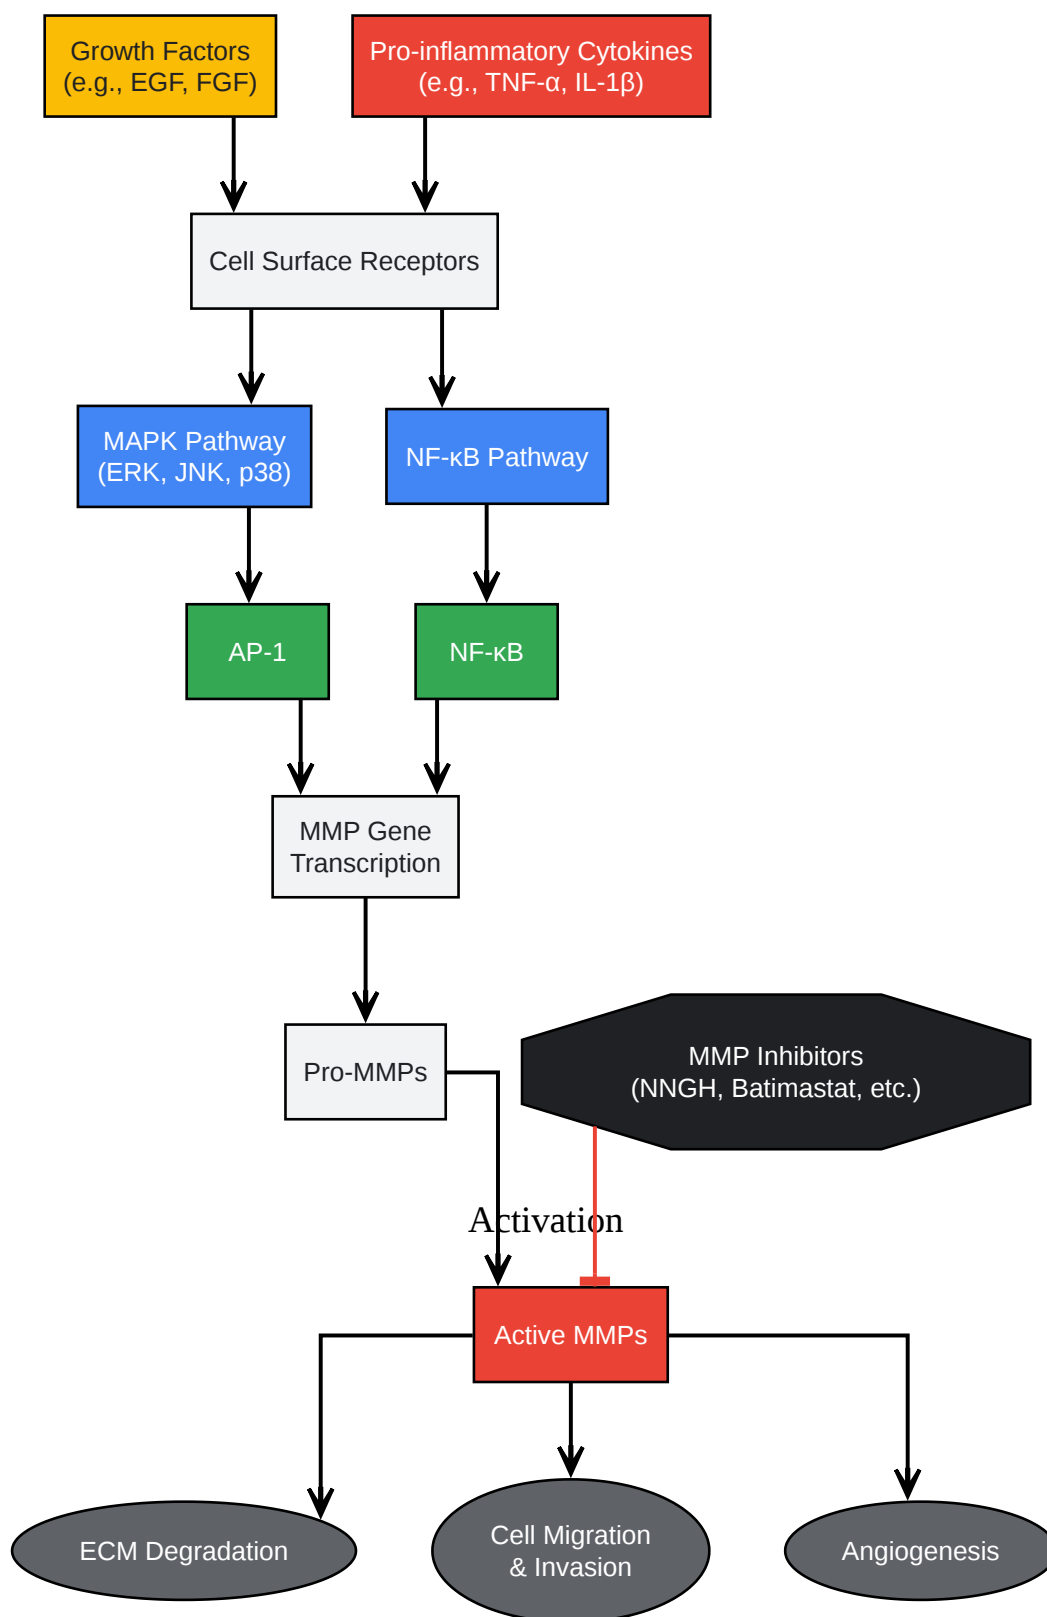 Growth Factors
(e.g., EGF, FGF)
Pro-inflammatory Cytokines
(e.g., TNF-α, IL-1β)
Cell Surface Receptors
MAPK Pathway
(ERK, JNK, p38)
NF-κB Pathway
AP-1
NF-κB
MMP Gene
Transcription
Pro-MMPs
MMP Inhibitors
(NNGH, Batimastat, etc.)
Activation
Active MMPs
ECM Degradation
Cell Migration
& Invasion
Angiogenesis